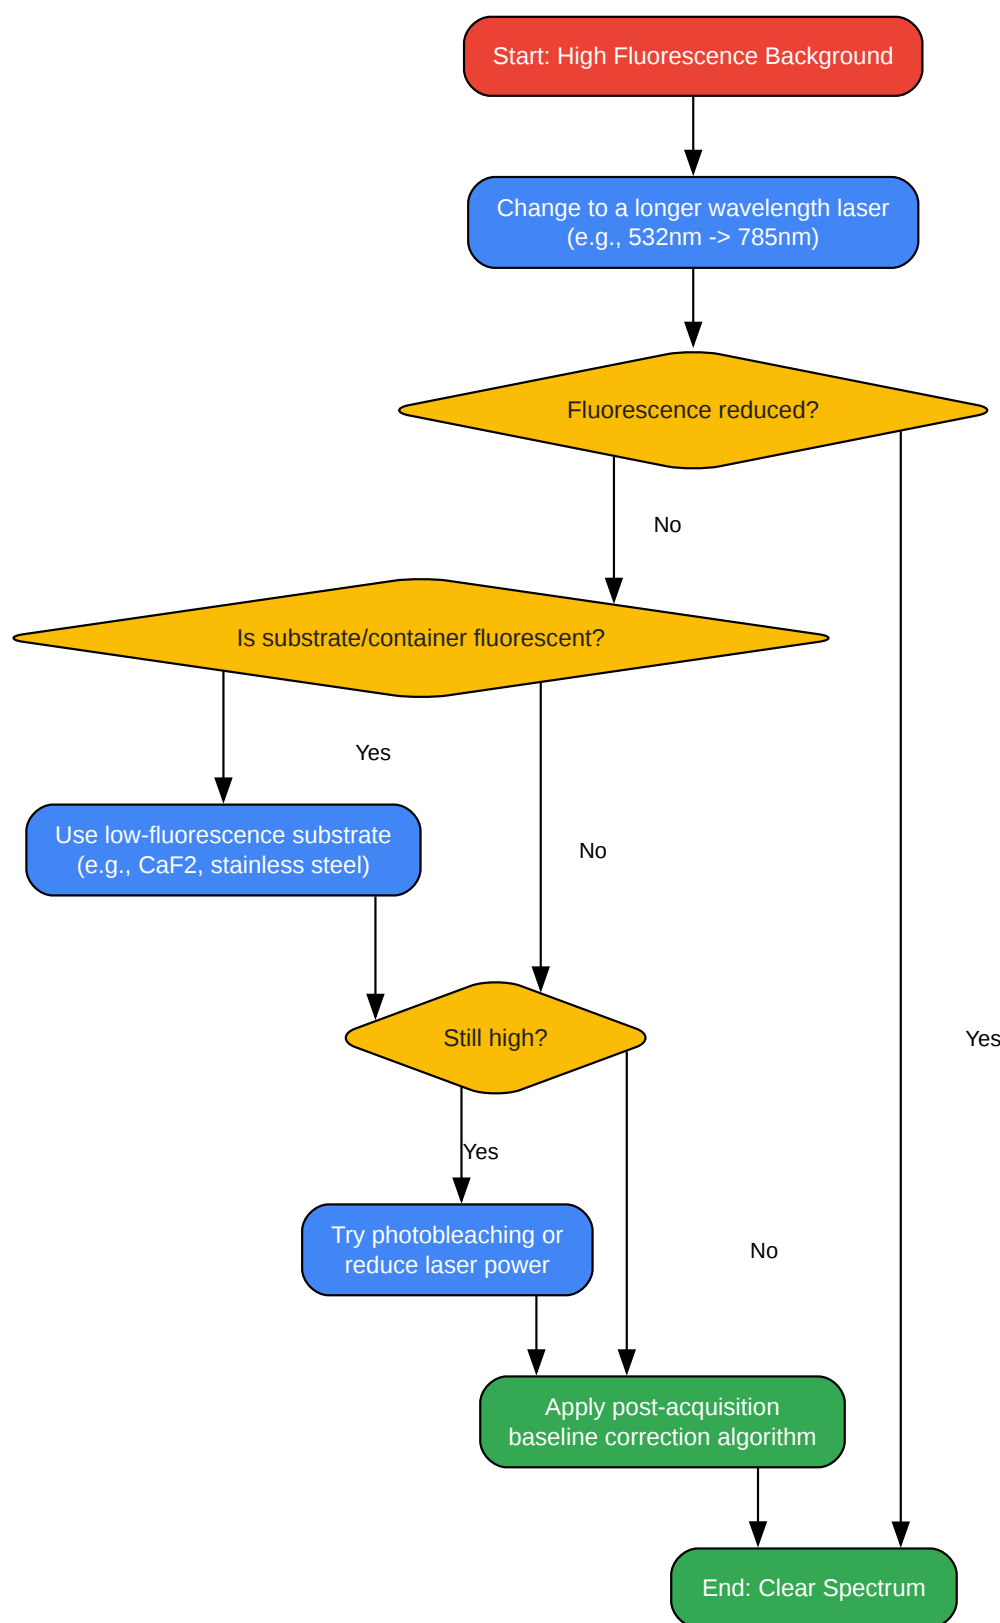 Start: High Fluorescence Background
Change to a longer wavelength laser
(e.g., 532nm -> 785nm)
Fluorescence reduced?
No
Is substrate/container fluorescent?
Yes
Use low-fluorescence substrate
(e.g., CaF2, stainless steel)
No
Still high?
Yes
Yes
Try photobleaching or
reduce laser power
No
Apply post-acquisition
baseline correction algorithm
End: Clear Spectrum